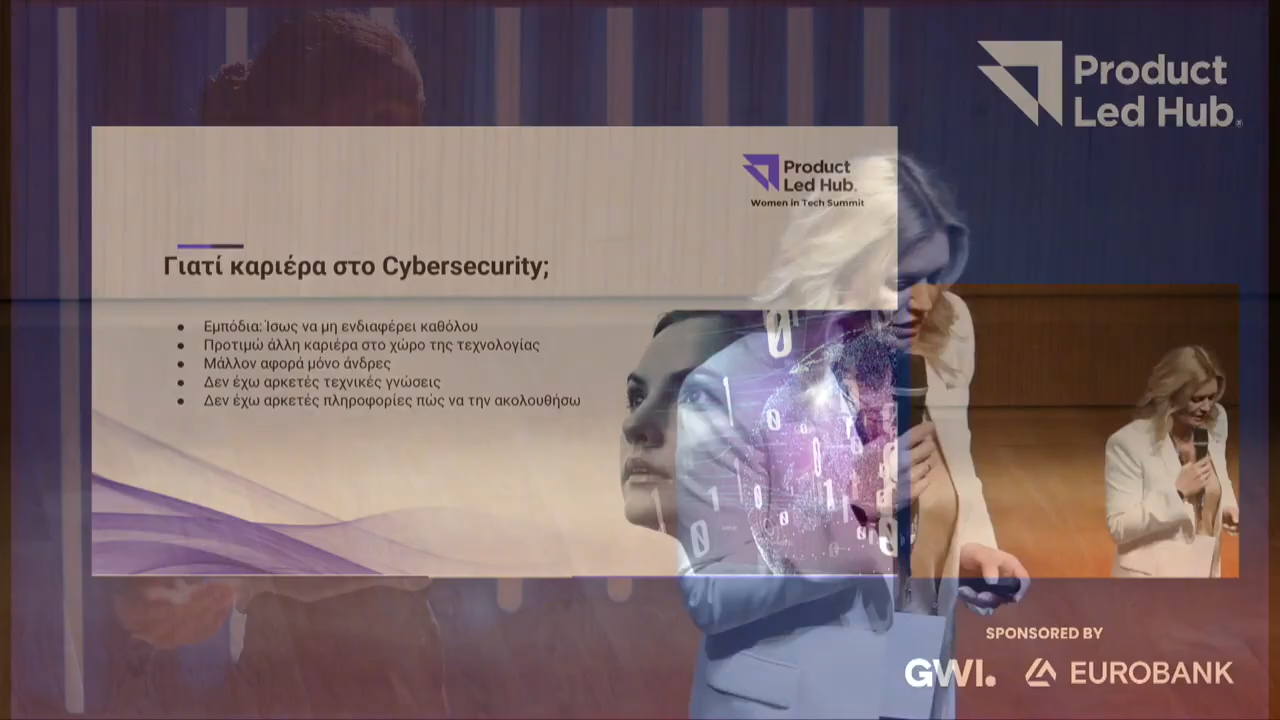 Product
Led Hub.
Product
Led Hub.
Women in Tech Summit
Γιατί καριέρα στο Cybersecurity;
Εμπόδια: Ίσως να μη ενδιαφέρει καθόλου
Προτιμώ άλλη καριέρα στο χώρο της τεχνολογίας
Μάλλον αφορά μόνο άνδρες
Δεν έχω αρκετές τεχνικές γνώσεις
Δεν έχω αρκετές πληροφορίες πώς να την ακολουθήσω
SPONSORED BY
GWI. EUROBANK